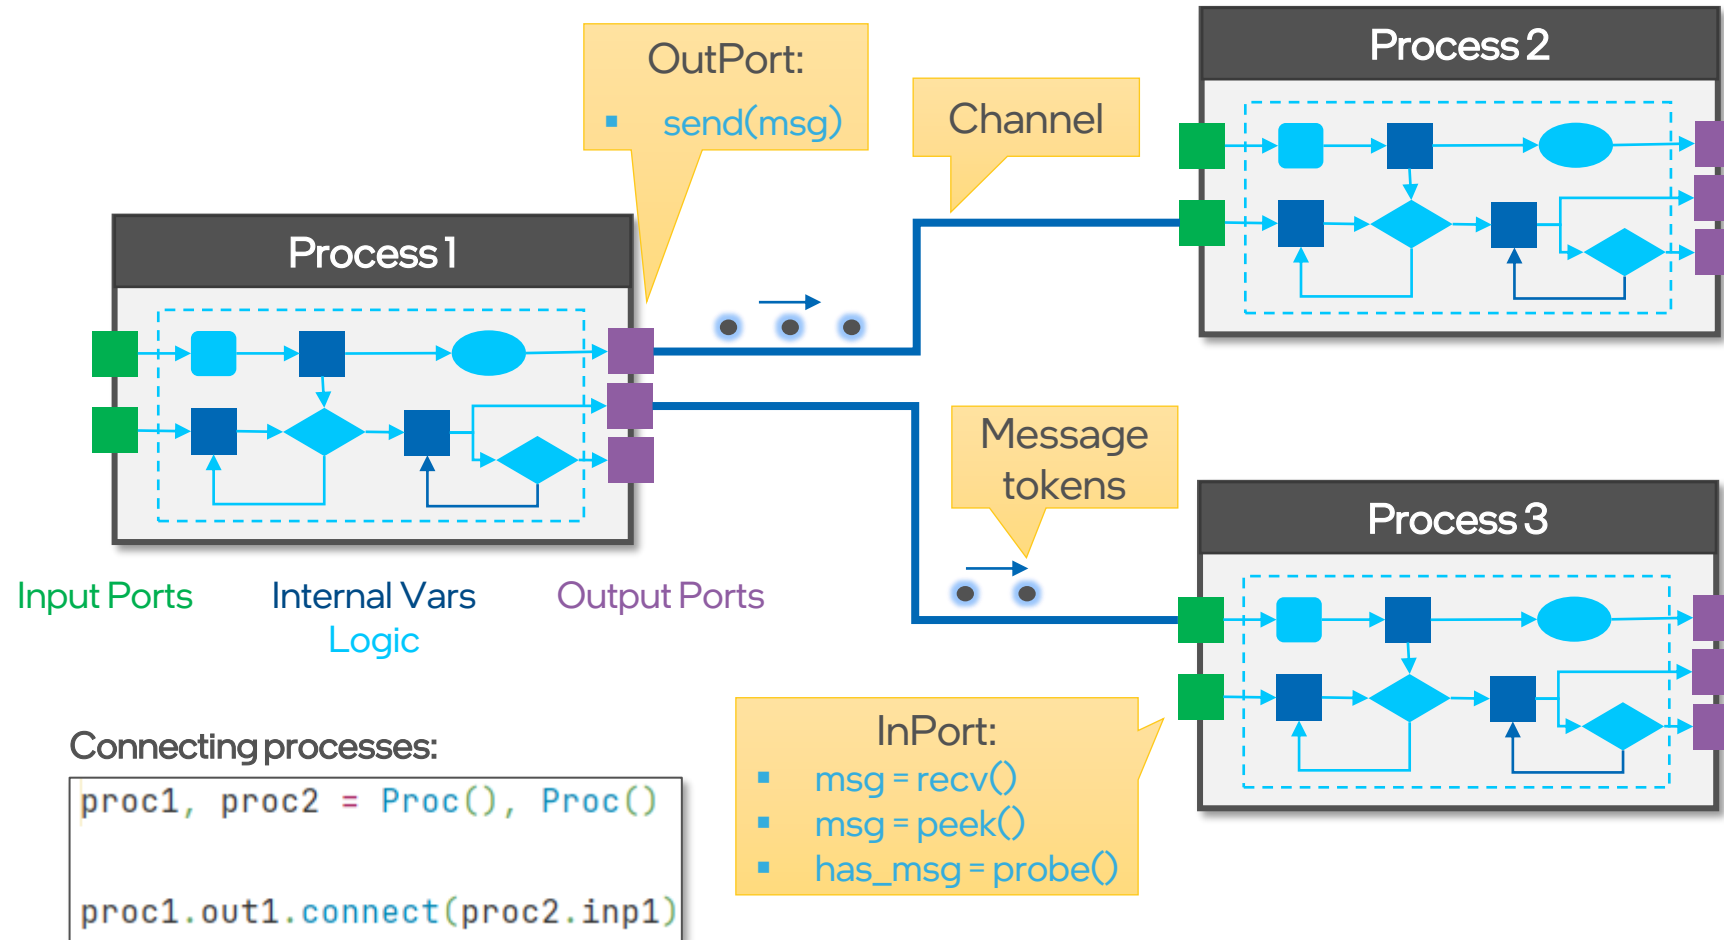 OutPort:
▪ send(msg)
Channel
Process 2
Process 1
Message
tokens
Process 3
Input Ports
Internal Vars
Logic
Output Ports
InPort:
▪ msg = recv()
▪ msg = peek()
▪ has_msg = probe()
Connecting processes:
proc1, proc2 = Proc(), Proc()
proc1.out1.connect(proc2.inp1)